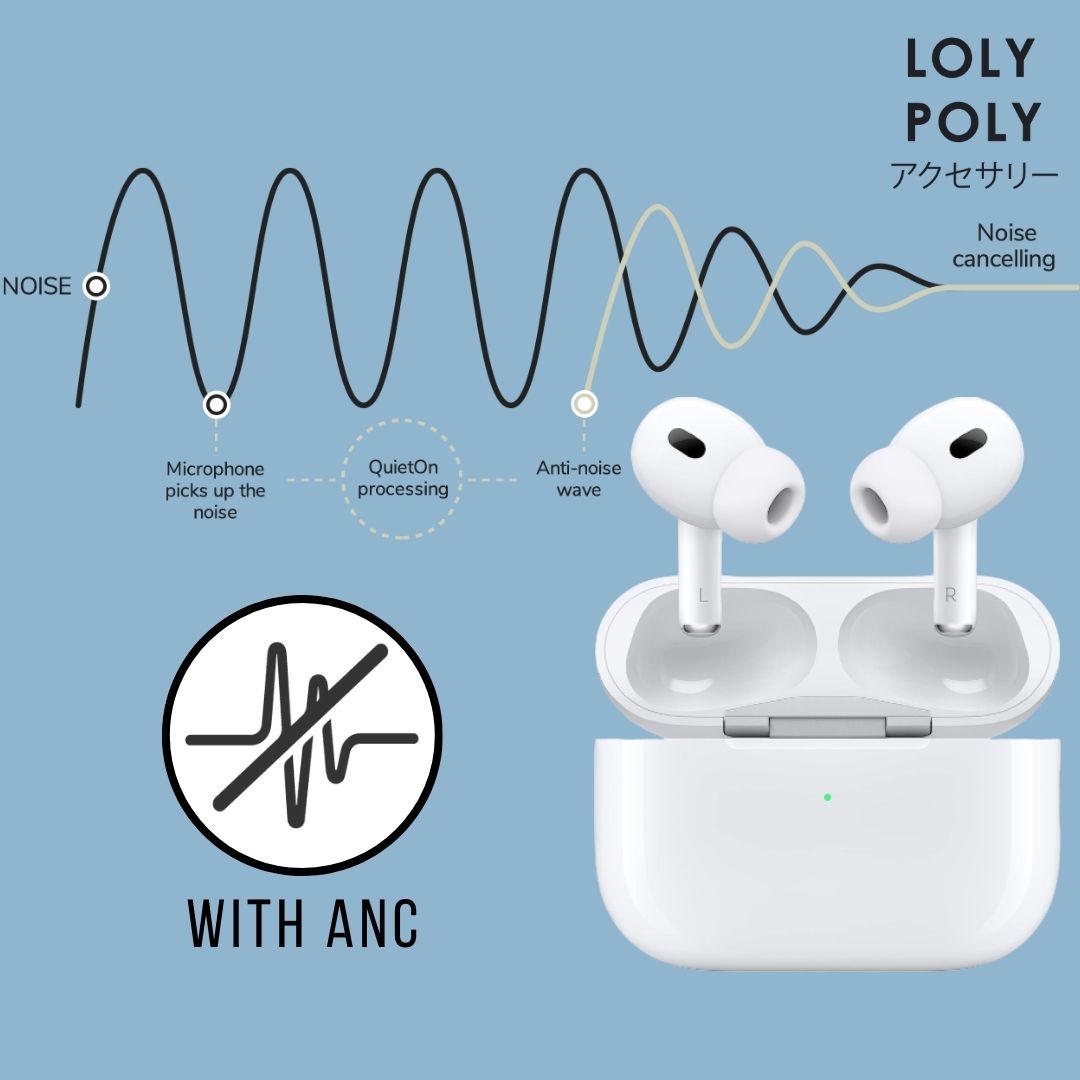 LOLY
POLY
アクセサリー
Noise
cancelling
NOISE
Microphone
picks up the
noise
QuietOn
processing
Anti-noise
wave
L
R
WITH ANC